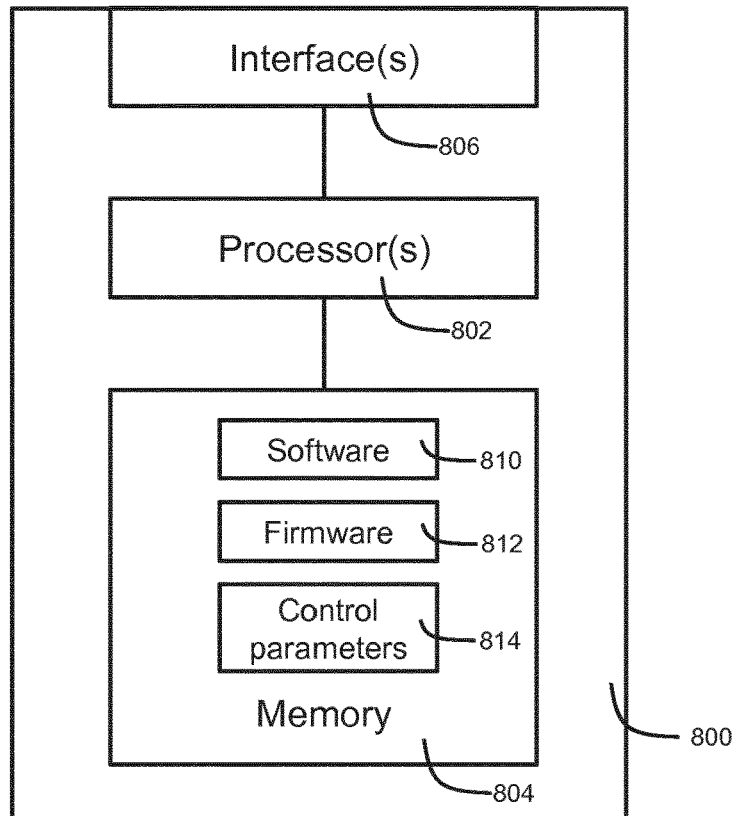 Interface(s)
806
Processor(s)
802
Software
810
Firmware
812
Control
parameters
814
Memory
800
804